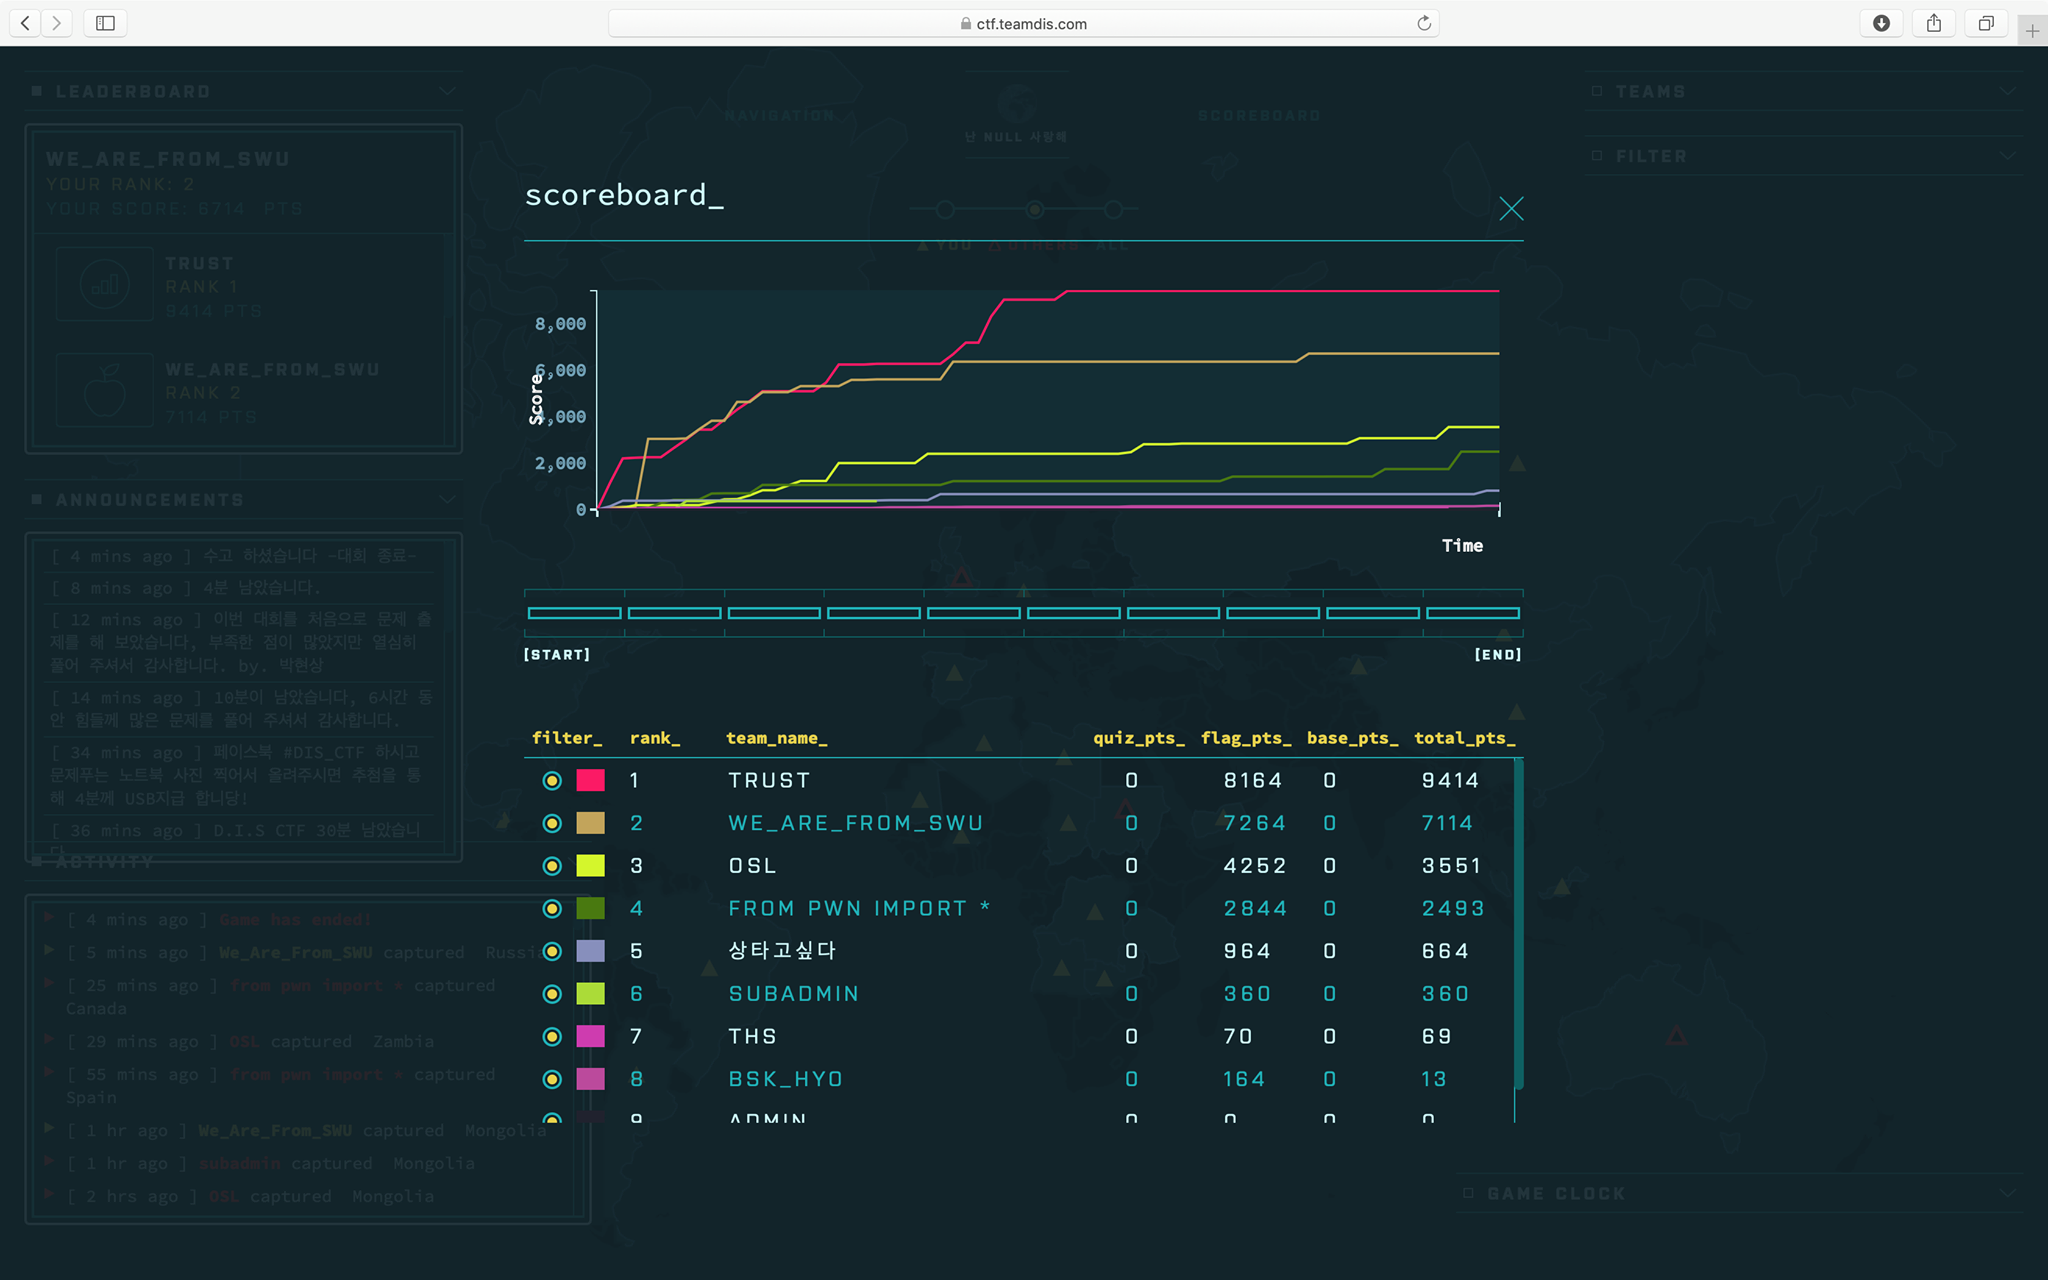 ctf.teamdis.com
LEADERBOARD
WE_ARE_FROM_SWU
YOUR RANK: 2
YOUR SCORE: 6714 PTS
TRUST
RANK 1
9414 PTS
WE_ARE_FROM_SWU
RANK 2
7114 PTS
ANNOUNCEMENTS
[ 4 mins ] 수고 하셨습니다 -대회 종료-
[ 8 mins ago ] 4분 남았습니다.
[ 12 mins ago ] 이번 대회를 처음으로 문제 출
제를 해 보았습니다, 부족한 점이 많았지만 열심히
풀어 주셔서 감사합니다. by. 박현상
[ 14 mins ago ] 10분이 남았습니다, 6시간 동
안 힘들께 많은 문제를 풀어 주셔서 감사합니다.
[ 34 mins ago ] 페이스북 #DIS_CTF 하시고
문제푸는 노트북 사진 찍어서 올려주시면 추첨을 통
해 4분께 USB지급 합니당!
[ 36 mins ago ] D.I.S CTF 30분 남았습니
ACTIVITY
[ 4 mins ago ] Game has ended!
[ 5 mins ago ] We_Are_From_SWU captured Russia
[ 25 mins ago ] from pwn import * captured
Canada
[ 29 mins ago ] OSL captured Zambia
[ 55 mins ago ] from pwn import * captured
Spain
[ 1 hr ago ] We_Are_From_SWU captured Mongolia
[ 1 hr ago ] subadmin captured Mongolia
[ 2 hrs ago ] OSL captured Mongolia
NAVIGATION
난 NULL 사랑해
SCOREBOARD
YOU OTHERS ALL
scoreboard_
8,000
6,000
4,000
2,000
0
Score
Time
[START]
[END]
filter_ rank_ team_name_ quiz_pts_ flag_pts_ base_pts_ total_pts_
1 TRUST 0 8164 0 9414
2 WE_ARE_FROM_SWU 0 7264 0 7114
3 OSL 0 4252 0 3551
4 FROM PWN IMPORT * 0 2844 0 2493
5 상타고싶다 0 964 0 664
6 SUBADMIN 0 360 0 360
7 THS 0 70 0 69
8 BSK_HYO 0 164 0 13
9 ADMIN 0 0 0 0
TEAMS
FILTER
GAME CLOCK